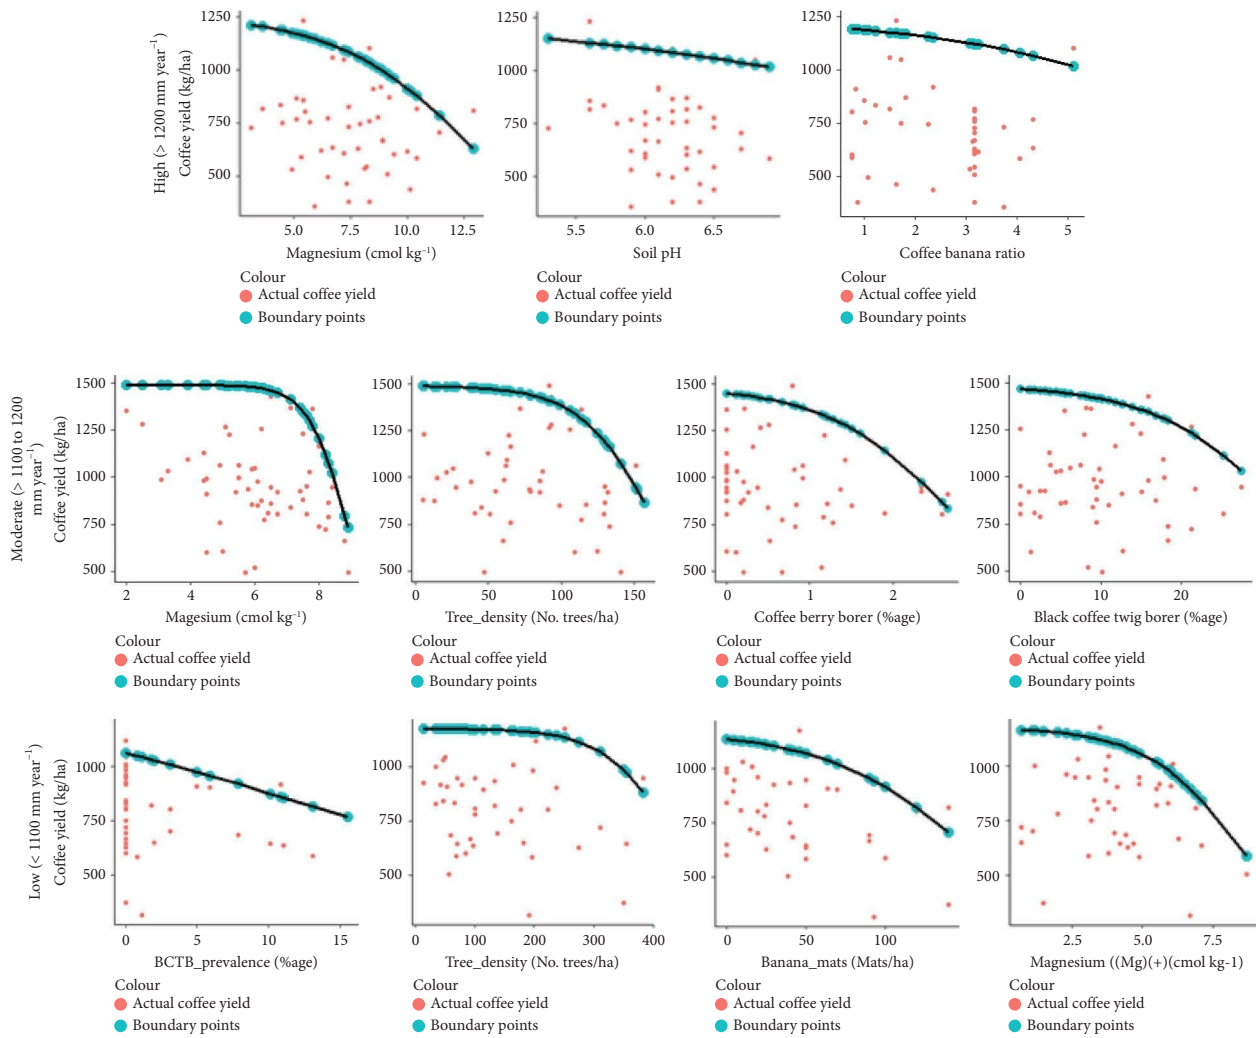 High (> 1200 mm year⁻¹)
Coffee yield (kg/ha)
1250
1000
750
500
5.0 7.5 10.0 12.5
Magnesium (cmol kg⁻¹)
Colour
Actual coffee yield
Boundary points
1250
1000
750
500
5.5 6.0 6.5
Soil pH
Colour
Actual coffee yield
Boundary points
1250
1000
750
500
1 2 3 4 5
Coffee banana ratio
Colour
Actual coffee yield
Boundary points
Moderate (> 1100 to 1200
mm year⁻¹)
Coffee yield (kg/ha)
1500
1250
1000
750
500
2 4 6 8
Magesium (cmol kg⁻¹)
Colour
Actual coffee yield
Boundary points
1500
1250
1000
750
500
0 50 100 150
Tree_density (No. trees/ha)
Colour
Actual coffee yield
Boundary points
1500
1250
1000
750
500
0 1 2
Coffee berry borer (%age)
Colour
Actual coffee yield
Boundary points
1500
1250
1000
750
500
0 10 20
Black coffee twig borer (%age)
Colour
Actual coffee yield
Boundary points
Low (< 1100 mm year⁻¹)
Coffee yield (kg/ha)
1000
750
500
0 5 10 15
BCTB_prevalence (%age)
Colour
Actual coffee yield
Boundary points
1000
750
500
0 100 200 300 400
Tree_density (No. trees/ha)
Colour
Actual coffee yield
Boundary points
1000
750
500
0 50 100
Banana_mats (Mats/ha)
Colour
Actual coffee yield
Boundary points
1000
750
500
2.5 5.0 7.5
Magnesium ((Mg)(+)(cmol kg-1)
Colour
Actual coffee yield
Boundary points